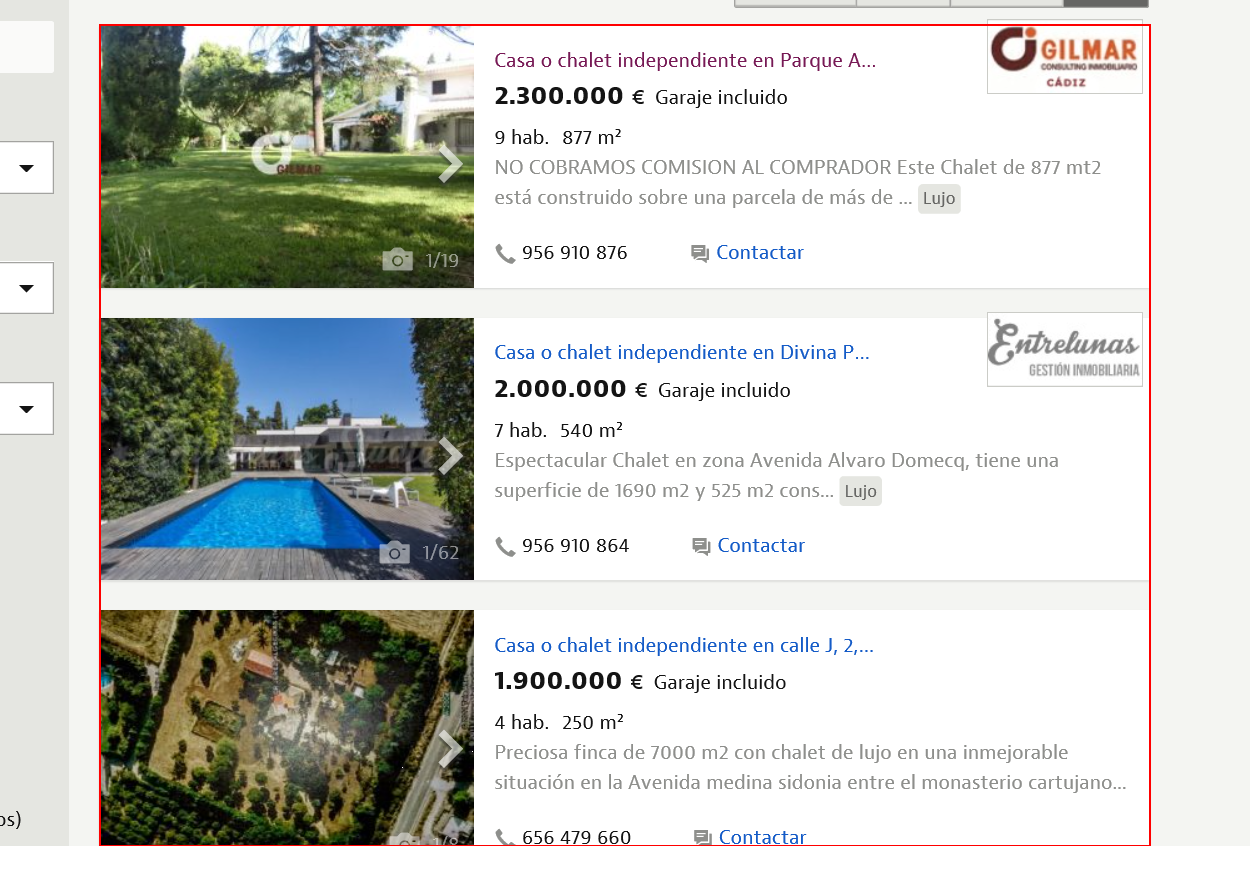 Casa o chalet independiente en Parque A...
GILMAR
CONSULTING INMOBILIARIO
CÁDIZ
2.300.000 € Garaje incluido
9 hab. 877 m²
NO COBRAMOS COMISION AL COMPRADOR Este Chalet de 877 mt2
está construido sobre una parcela de más de ... Lujo
956 910 876 Contactar
GILMAR
1/19
Casa o chalet independiente en Divina P...
Entrelunas
GESTIÓN INMOBILIARIA
2.000.000 € Garaje incluido
7 hab. 540 m²
Espectacular Chalet en zona Avenida Alvaro Domecq, tiene una
superficie de 1690 m2 y 525 m2 cons... Lujo
956 910 864 Contactar
1/62
Casa o chalet independiente en calle J, 2,...
1.900.000 € Garaje incluido
4 hab. 250 m²
Preciosa finca de 7000 m2 con chalet de lujo en una inmejorable
situación en la Avenida medina sidonia entre el monasterio cartujano...
656 479 660 Contactar
os)